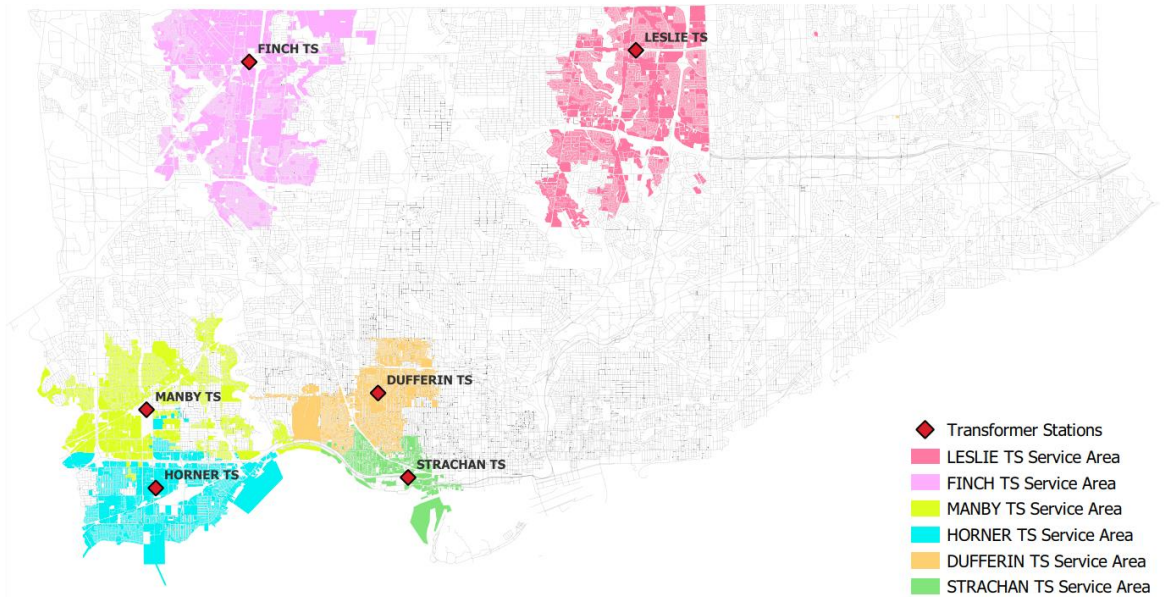 LESLIE TS
FINCH TS
DUFFERIN TS
MANBY TS
STRACHAN TS
HORNER TS
Transformer Stations
LESLIE TS Service Area
FINCH TS Service Area
MANBY TS Service Area
HORNER TS Service Area
DUFFERIN TS Service Area
STRACHAN TS Service Area